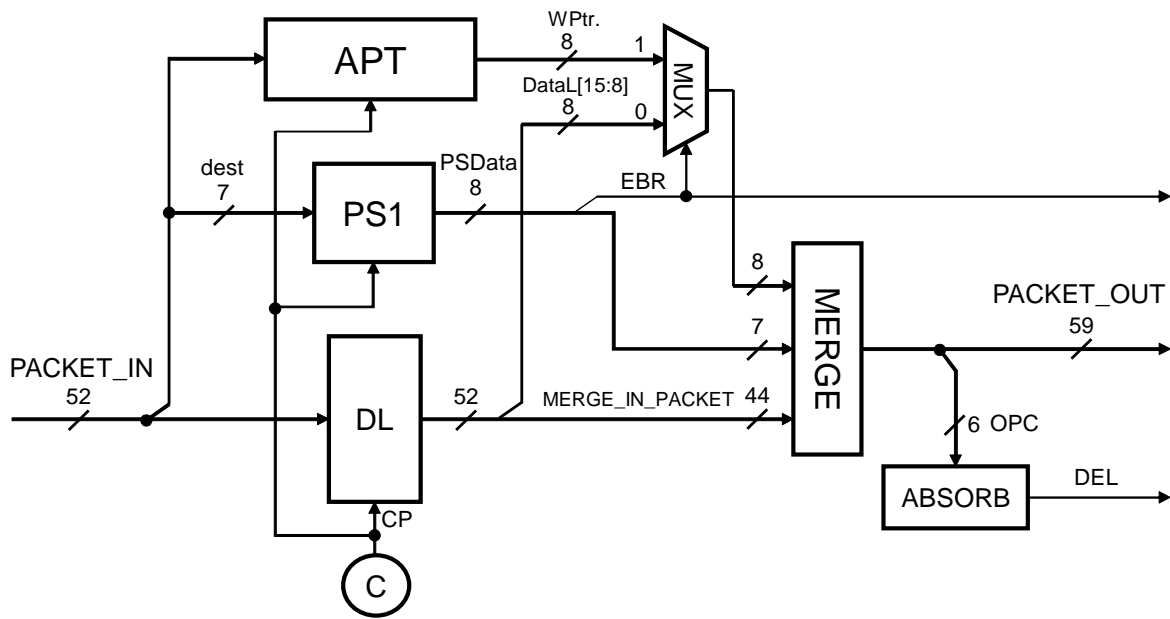 WPtr.
8
1
APT
MUX
DataL[15:8]
8
0
dest
7
PSData
8
EBR
PS1
8
MERGE
PACKET_OUT
59
7
PACKET_IN
52
DL
52
MERGE_IN_PACKET
44
6 OPC
ABSORB
DEL
CP
C